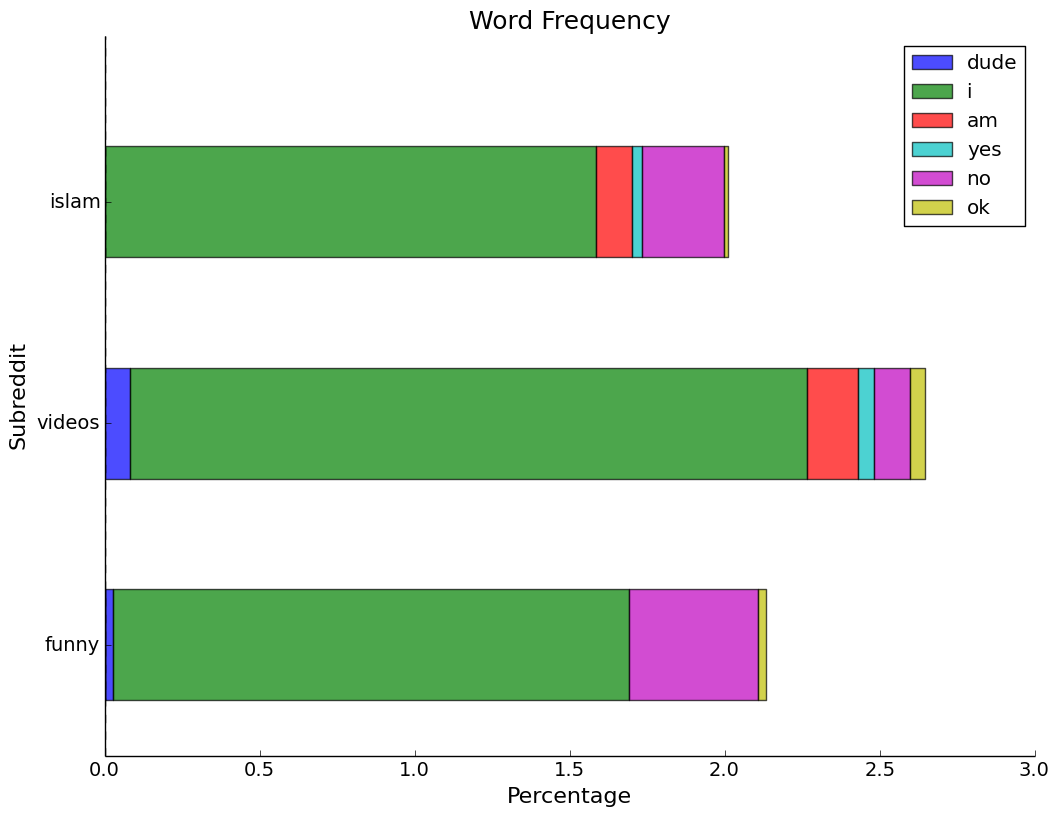 Word Frequency
dude
i
am
yes
no
ok
islam
videos
funny
Subreddit
0.0 0.5 1.0 1.5 2.0 2.5 3.0
Percentage